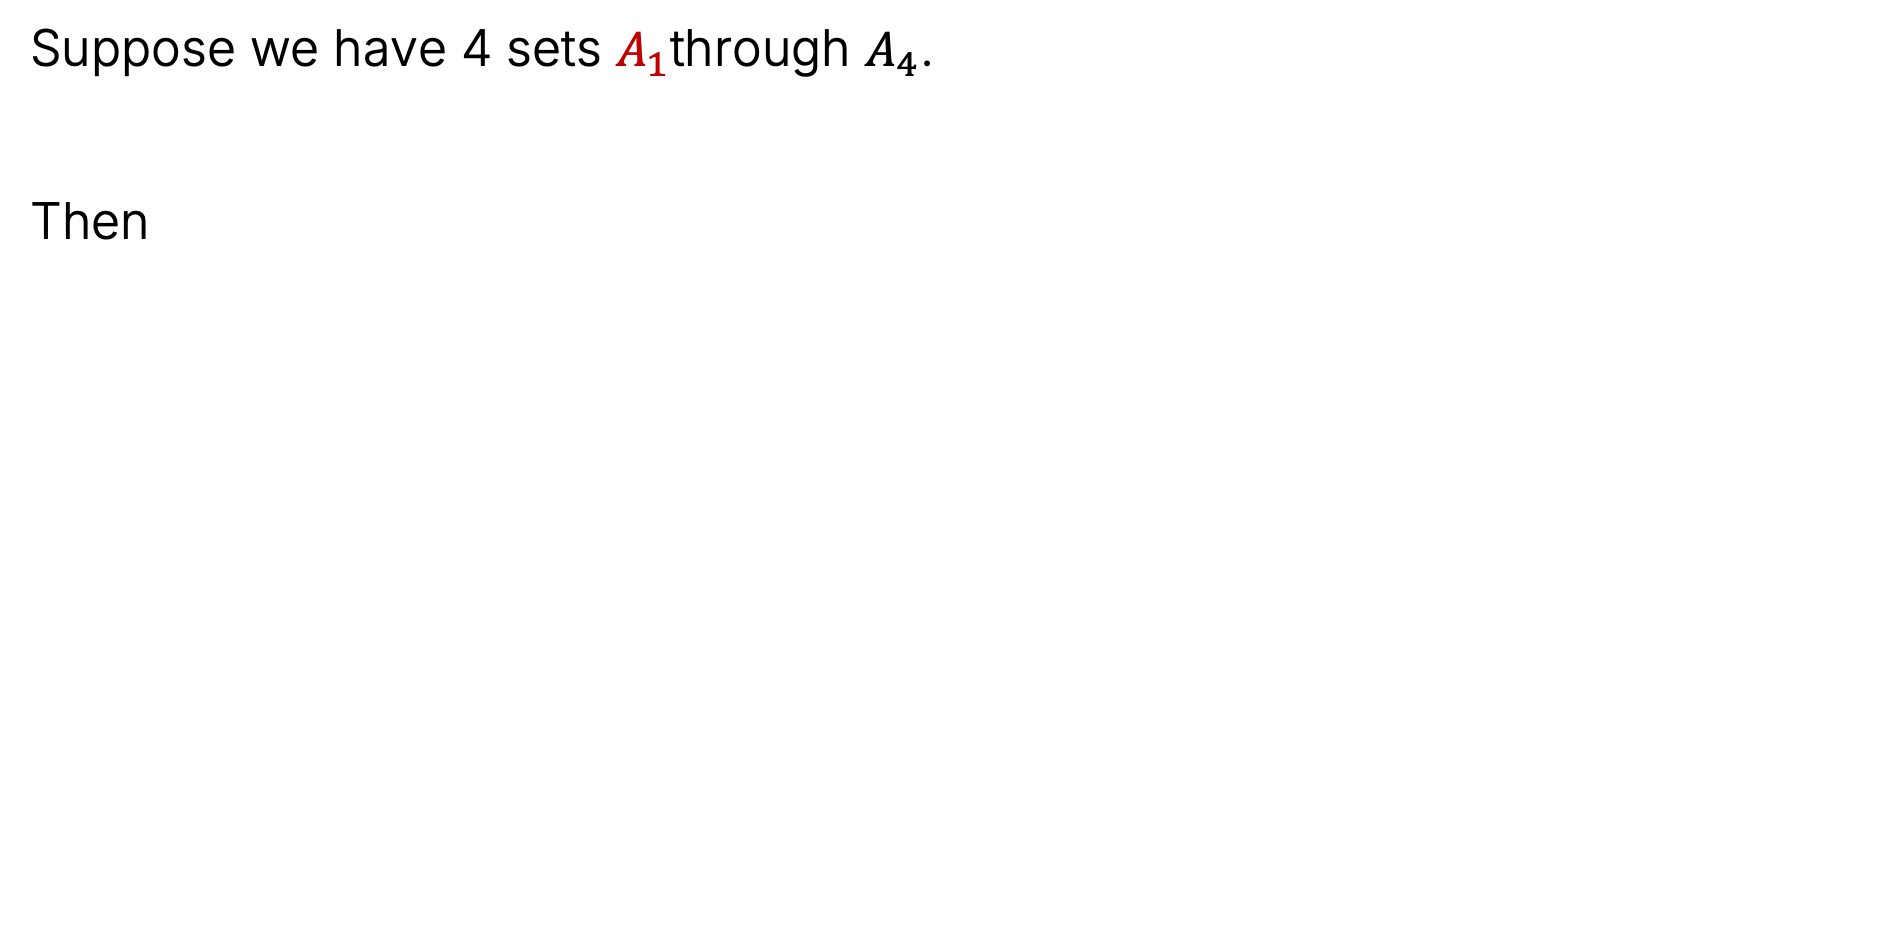 Suppose we have 4 sets A₁ through A₄.
Then